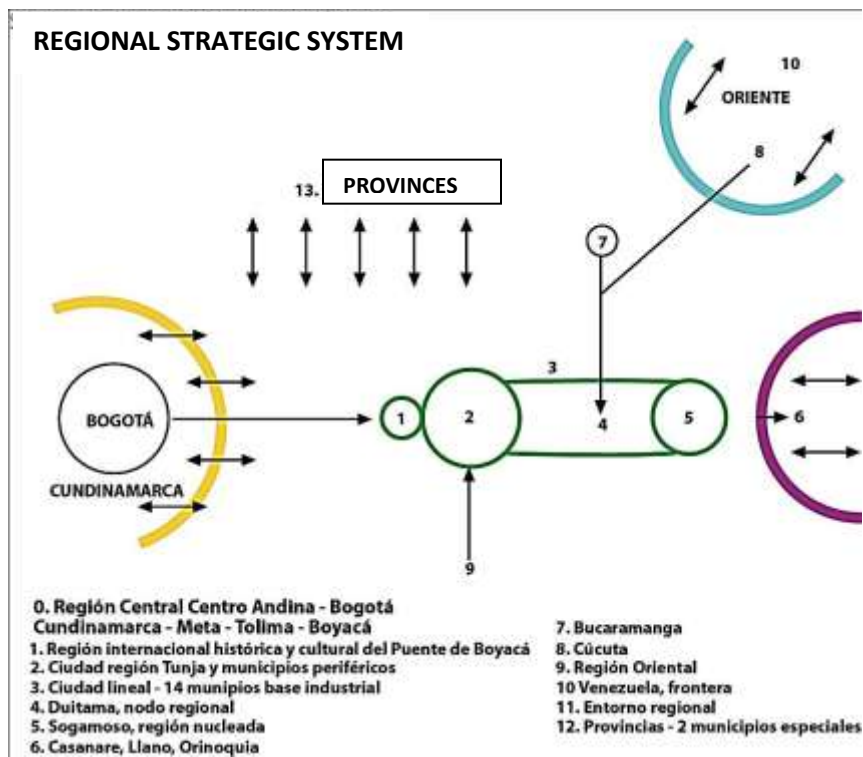 REGIONAL STRATEGIC SYSTEM
10
ORIENTE
8
13. PROVINCES
7
3
BOGOTÁ
1
2
4
5
6
CUNDINAMARCA
9
0. Región Central Centro Andina - Bogotá
Cundinamarca - Meta - Tolima - Boyacá
1. Región internacional histórica y cultural del Puente de Boyacá
2. Ciudad región Tunja y municipios periféricos
3. Ciudad lineal - 14 munipios base industrial
4. Duitama, nodo regional
5. Sogamoso, región nucleada
6. Casanare, Llano, Orinoquia
7. Bucaramanga
8. Cúcuta
9. Región Oriental
10 Venezuela, frontera
11. Entorno regional
12. Provincias - 2 municipios especiales